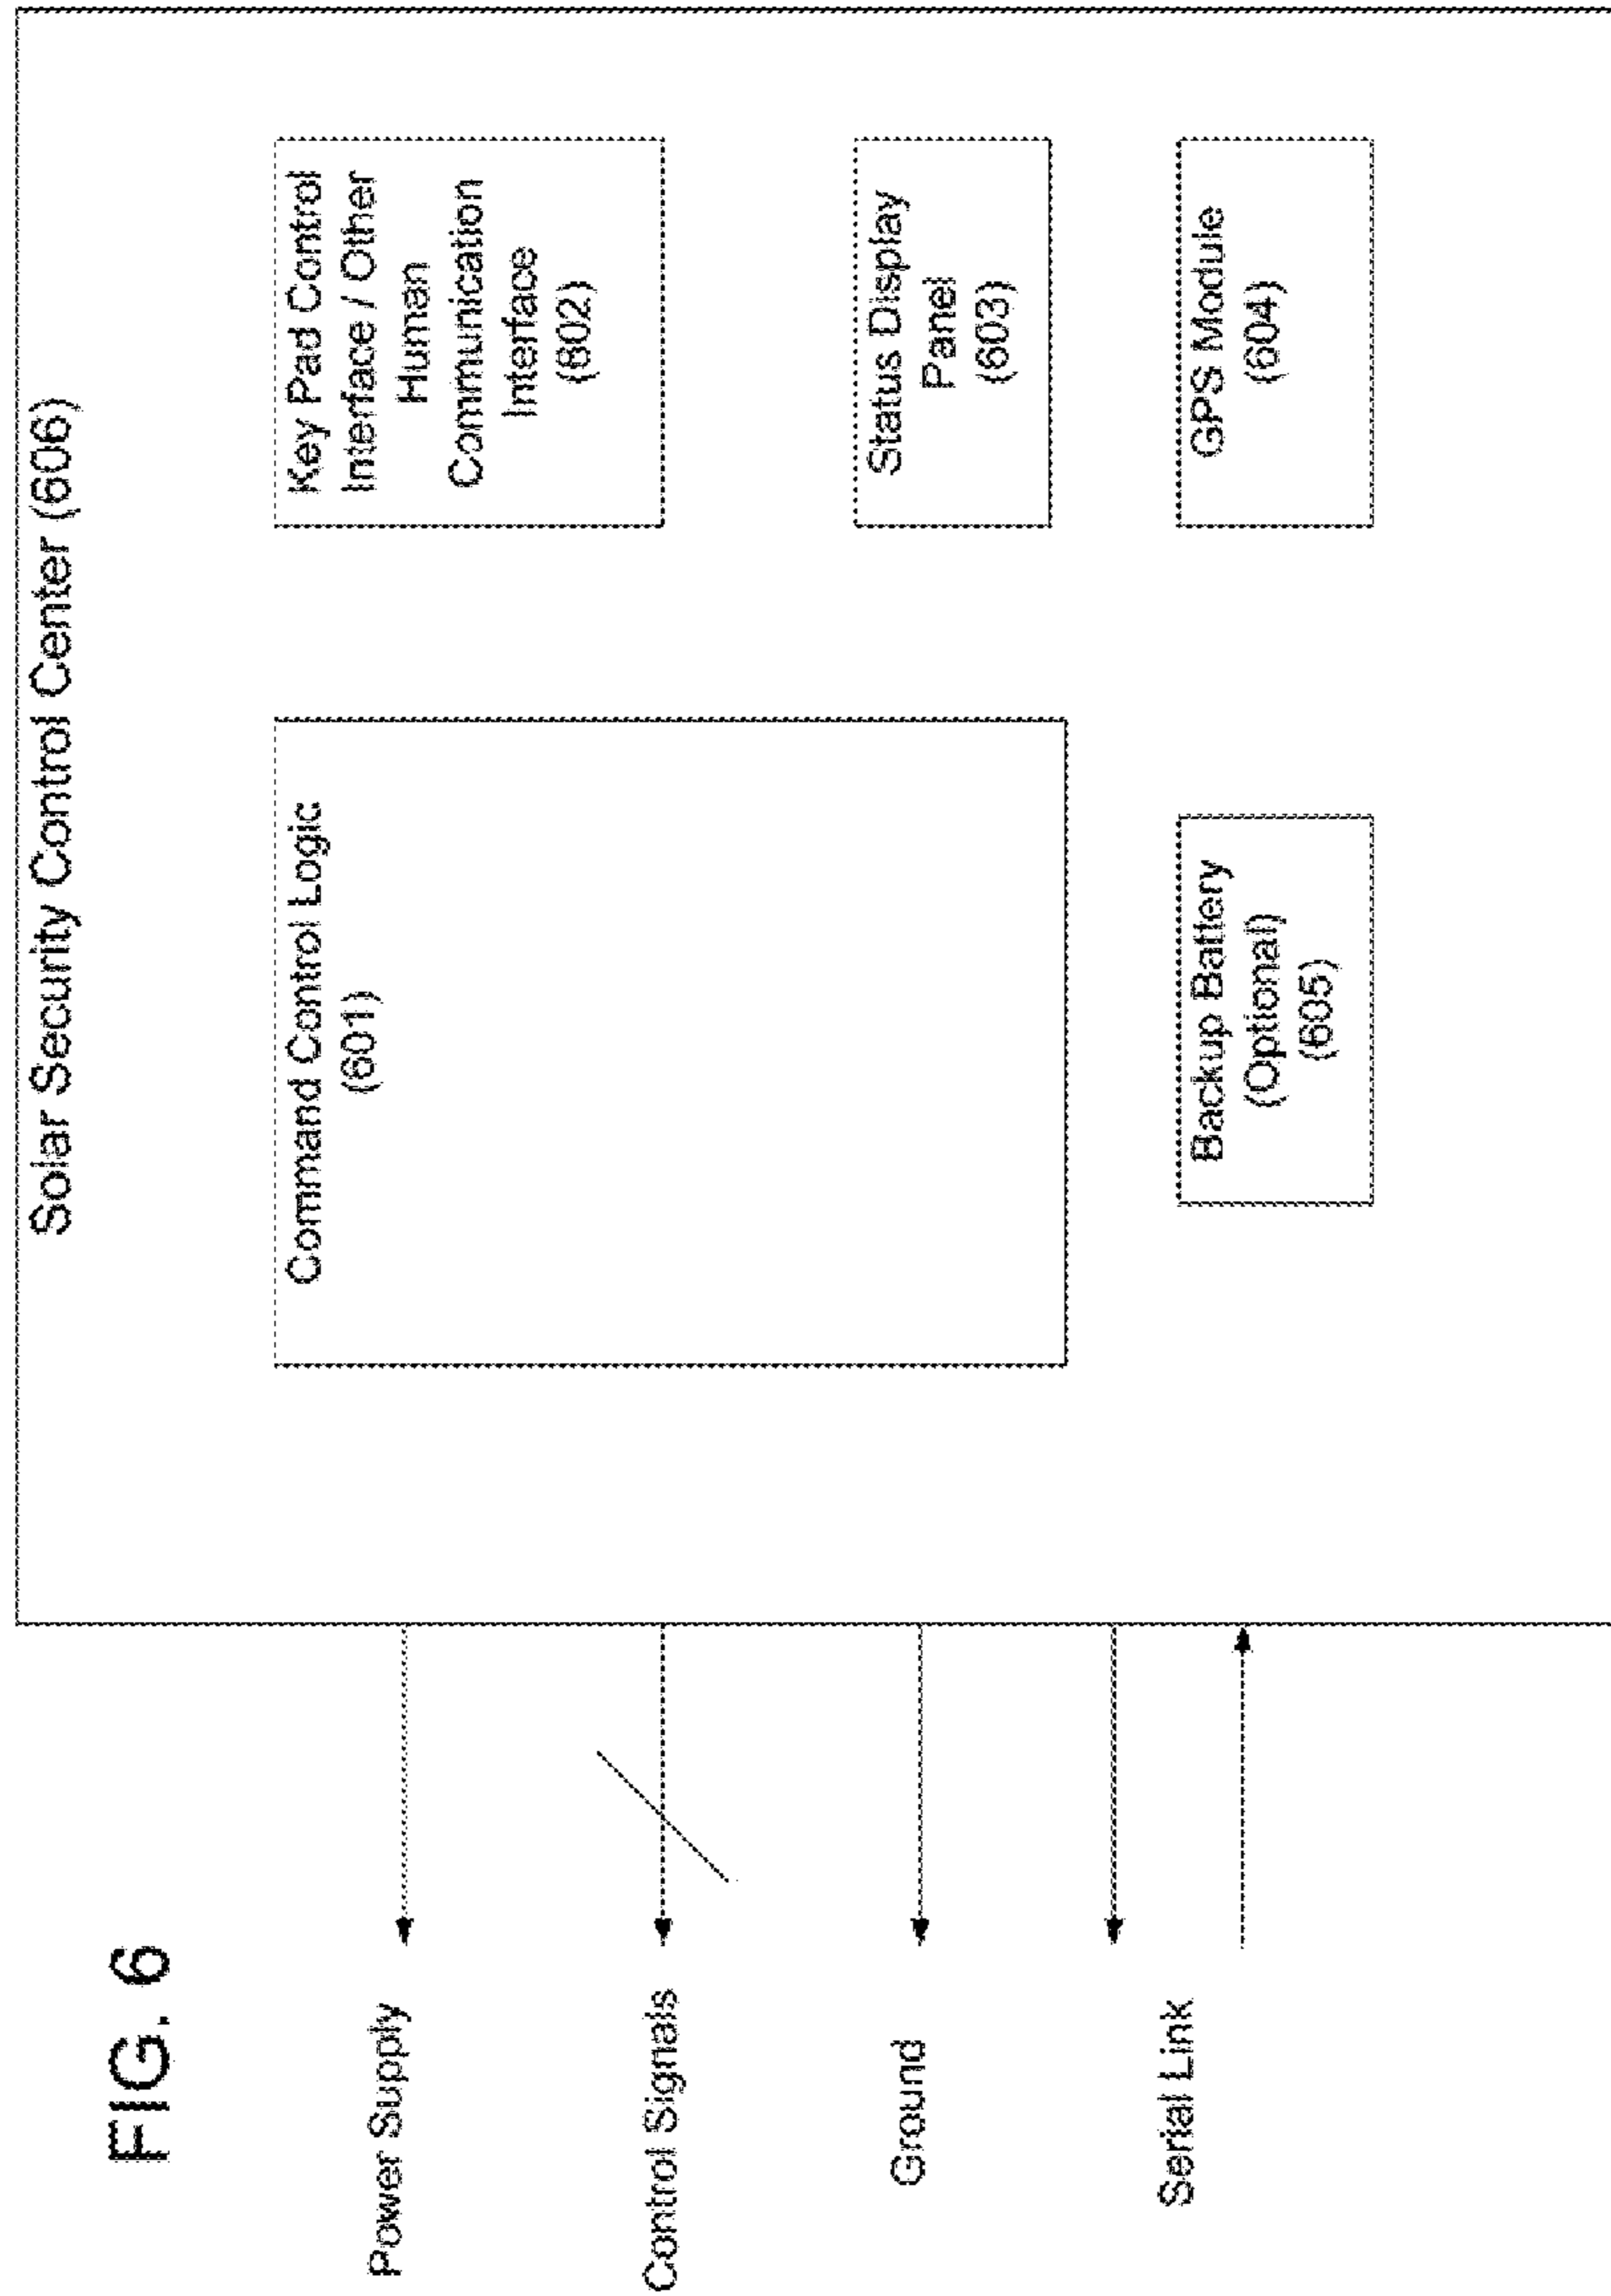 FIG. 6
Solar Security Control Center (606)
Power Supply
Control Signals
Ground
Serial Link
Command Control Logic
(601)
Backup Battery
(Optional)
(605)
Key Pad Control
Interface / Other
Human
Communication
Interface
(602)
Status Display
Panel
(603)
GPS Module
(604)